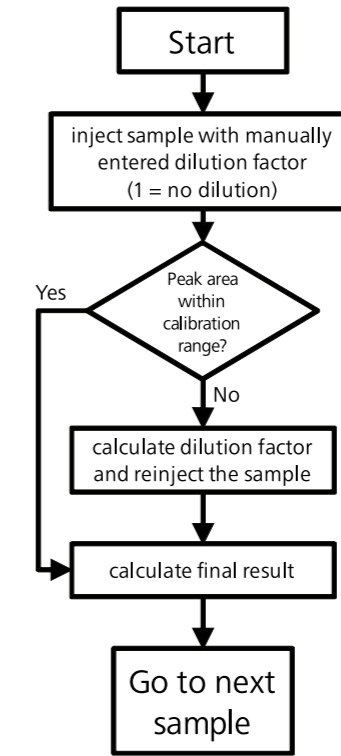 Start
inject sample with manually
entered dilution factor
(1 = no dilution)
Peak area
within
calibration
range?
Yes
No
calculate dilution factor
and reinject the sample
calculate final result
Go to next
sample